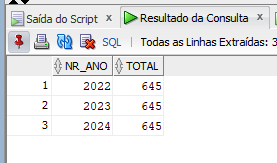 Saída do Script Resultado da Consulta
SQL Todas as Linhas Extraídas: 3
NR_ANO TOTAL
1 2022 645
2 2023 645
3 2024 645